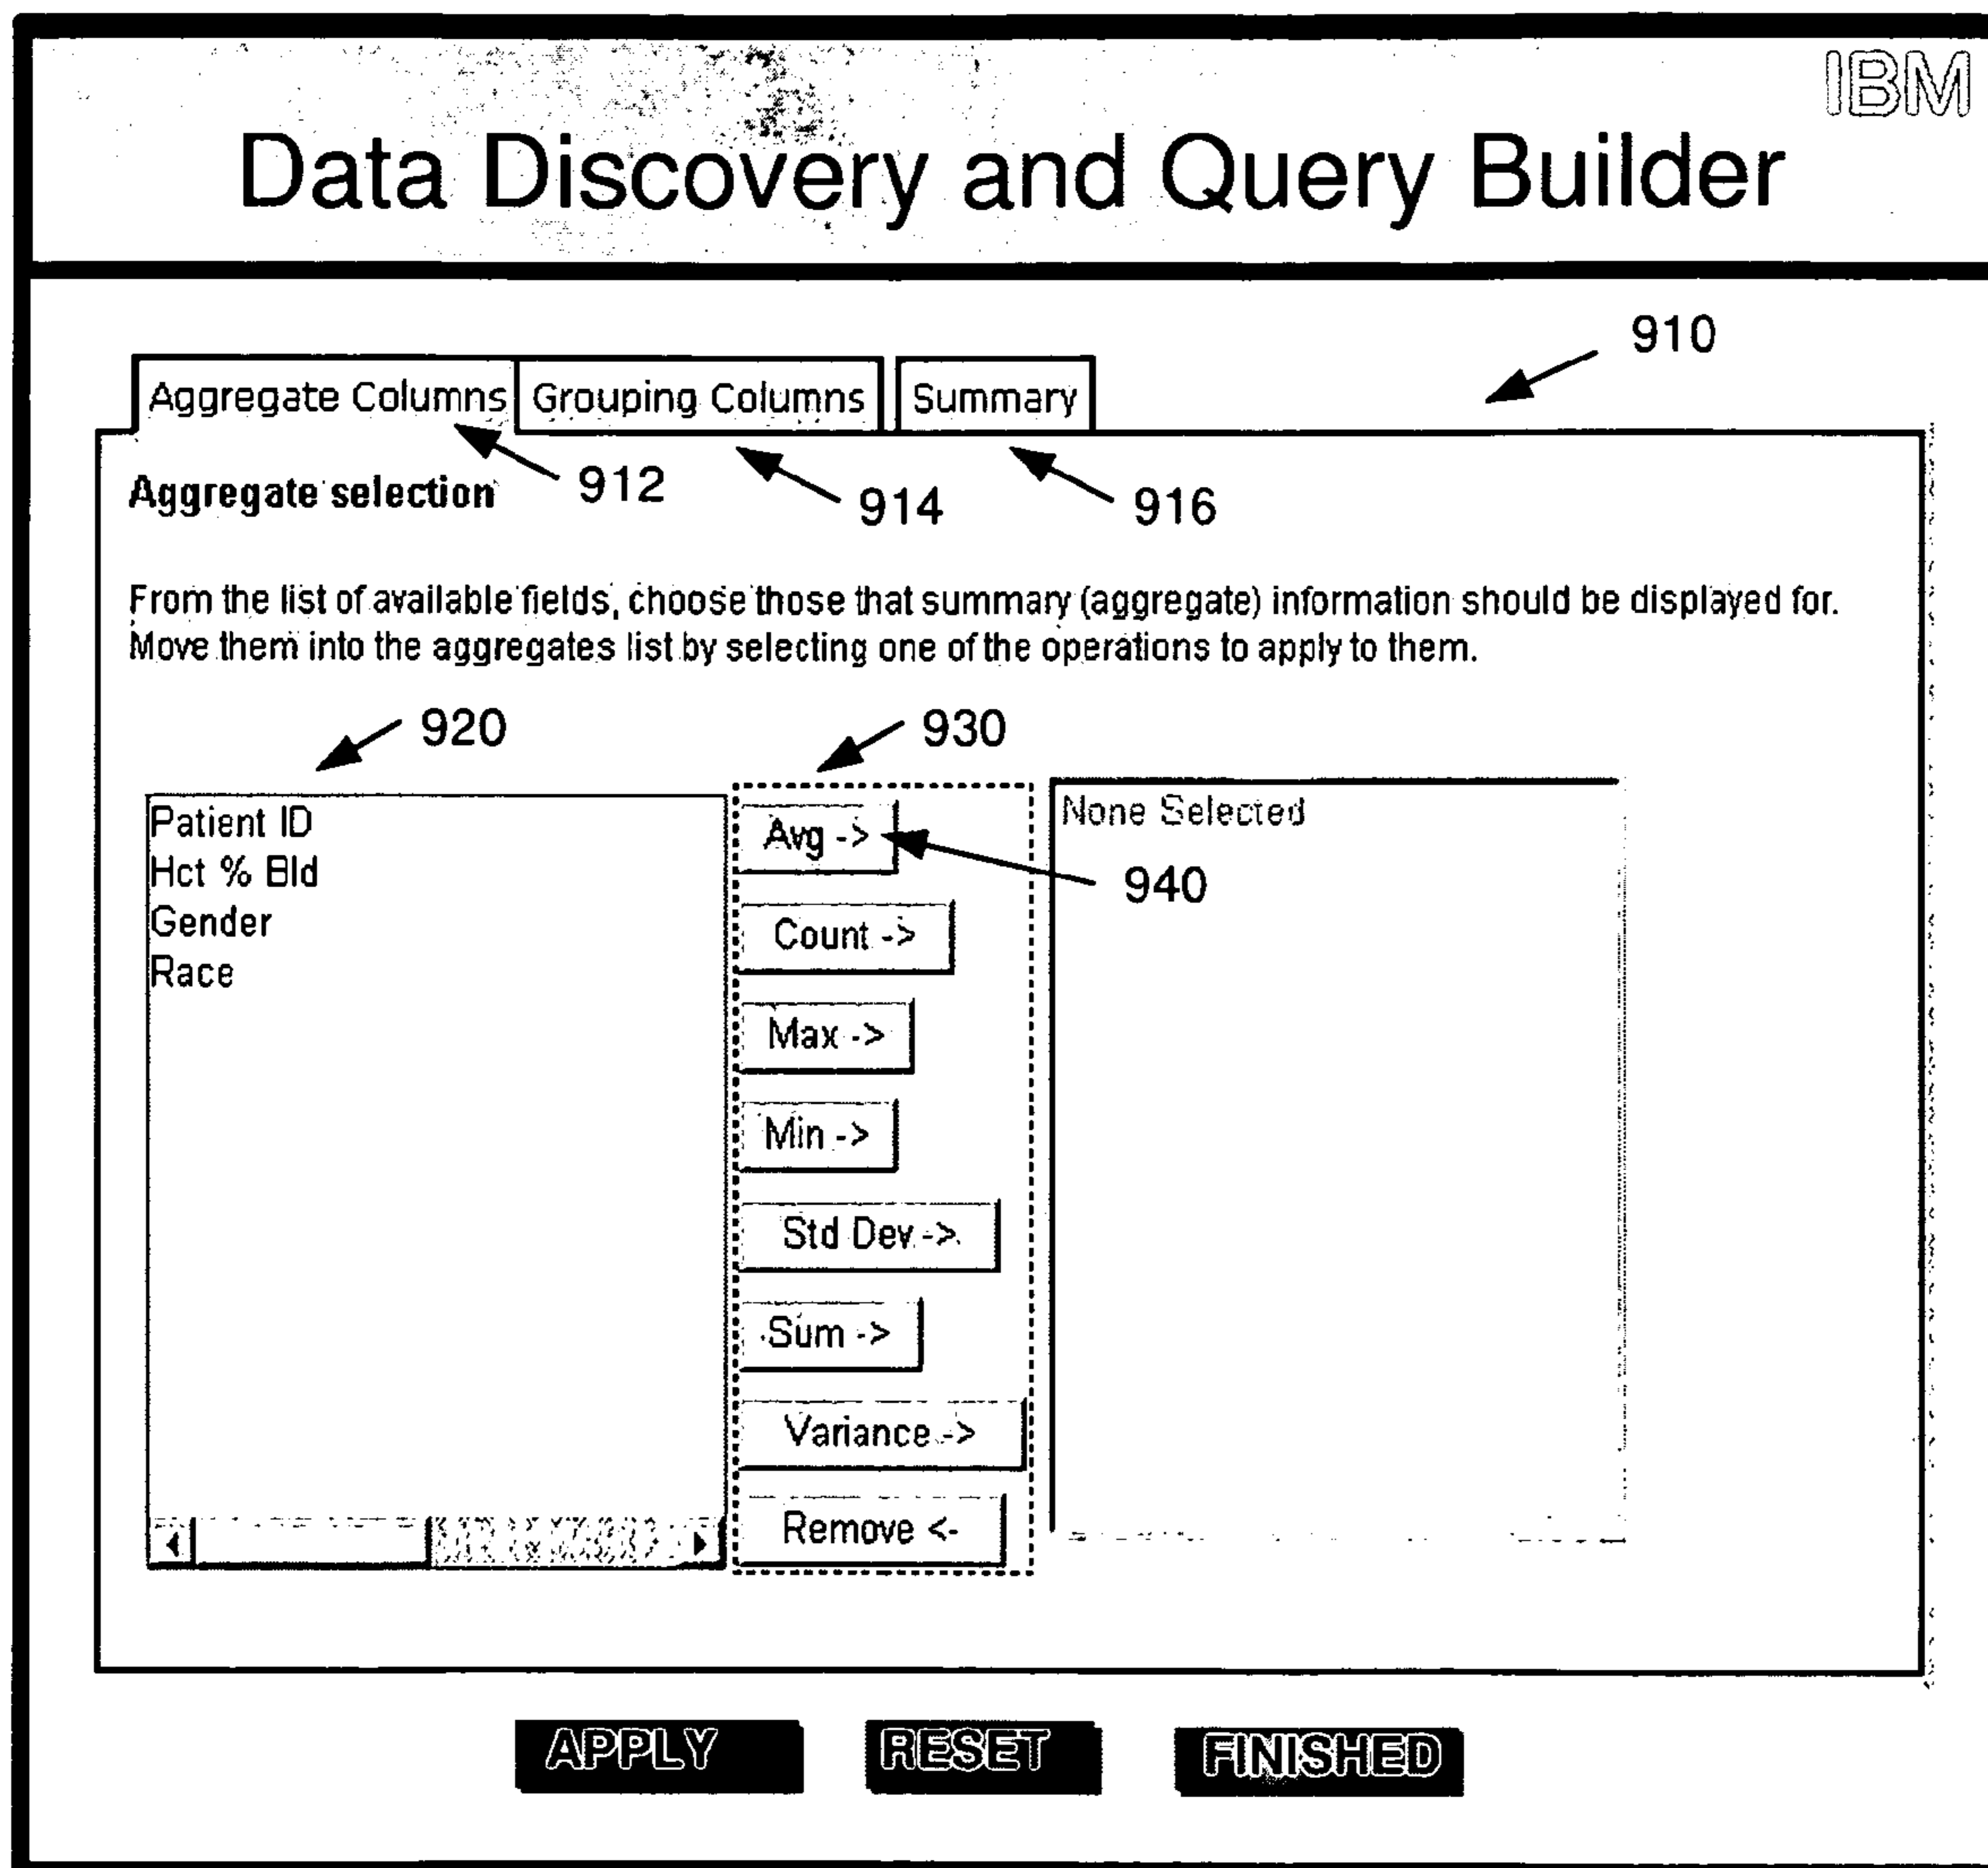 IBM
Data Discovery and Query Builder
910
Aggregate Columns Grouping Columns Summary
Aggregate selection 912 914 916
From the list of available fields, choose those that summary (aggregate) information should be displayed for.
Move them into the aggregates list by selecting one of the operations to apply to them.
920 930
Patient ID
Hct % Bld
Gender
Race
Avg ->
Count ->
Max ->
Min ->
Std Dev ->
Sum ->
Variance ->
Remove <-
None Selected
940
APPLY RESET FINISHED